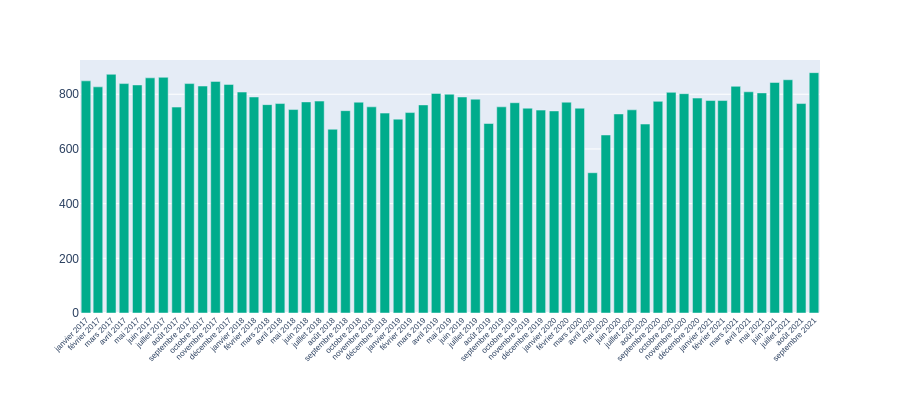 800
600
400
200
0
janvier 2017
février 2017
mars 2017
avril 2017
mai 2017
juin 2017
juillet 2017
août 2017
septembre 2017
octobre 2017
novembre 2017
décembre 2017
janvier 2018
février 2018
mars 2018
avril 2018
mai 2018
juin 2018
juillet 2018
août 2018
septembre 2018
octobre 2018
novembre 2018
décembre 2018
janvier 2019
février 2019
mars 2019
avril 2019
mai 2019
juin 2019
juillet 2019
août 2019
septembre 2019
octobre 2019
novembre 2019
décembre 2019
janvier 2020
février 2020
mars 2020
avril 2020
mai 2020
juin 2020
juillet 2020
août 2020
septembre 2020
octobre 2020
novembre 2020
décembre 2020
janvier 2021
février 2021
mars 2021
avril 2021
mai 2021
juin 2021
juillet 2021
août 2021
septembre 2021